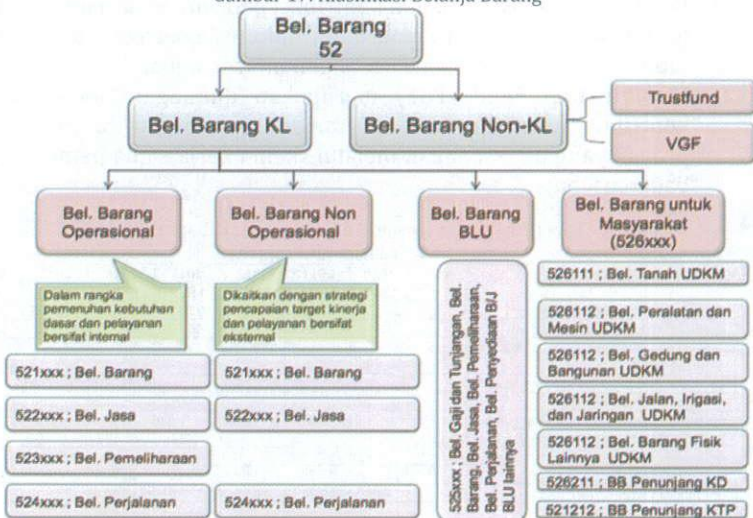 Bel. Barang
52
Bel. Barang KL
Bel. Barang Non-KL
Trustfund
VGF
Bel. Barang
Operasional
Bel. Barang Non
Operasional
Bel. Barang
BLU
Bel. Barang untuk
Masyarakat
(526xxx)
Dalam rangka
pemenuhan kebutuhan
dasar dan pelayanan
bersifat internal
Dikaitkan dengan strategi
pencapaian target kinerja
dan pelayanan bersifat
eksternal
521xxx ; Bel. Barang
522xxx ; Bel. Jasa
523xxx ; Bel. Pemeliharaan
524xxx ; Bel. Perjalanan
521xxx ; Bel. Barang
522xxx ; Bel. Jasa
524xxx ; Bel. Perjalanan
525xxx ; Bel. Gaji dan Tunjangan, Bel.
Barang, Bel. Jasa, Bel. Pemeliharaan,
Bel. Perjalanan, Bel. Penyediaan B/J
BLU lainnya
526111 ; Bel. Tanah UDKM
526112 ; Bel. Peralatan dan
Mesin UDKM
526112 ; Bel. Gedung dan
Bangunan UDKM
526112 ; Bel. Jalan, Irigasi,
dan Jaringan UDKM
526112 ; Bel. Barang Fisik
Lainnya UDKM
526211 ; BB Penunjang KD
521212 ; BB Penunjang KTP